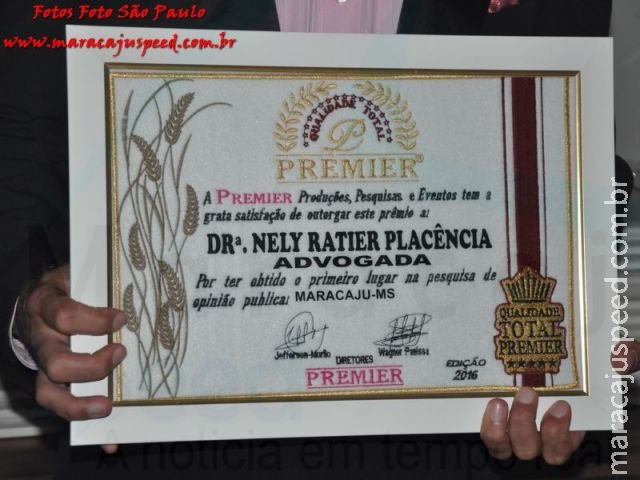 Fotos Foto São Paulo
www.maracajuspeed.com.br
QUALIDADE TOTAL
P
PREMIER®
A PREMIER Produções, Pesquisas e Eventos tem a
grata satisfação de outorgar este prêmio a:
DRª. NELY RATIER PLACÊNCIA
ADVOGADA
Por ter obtido o primeiro lugar na pesquisa de
opinião publica: MARACAJU-MS
Jefferson Murilo
DIRETORES
PREMIER
EDIÇÃO
2016
QUALIDADE
TOTAL
PREMIER
maracajuspeed.com.br
A notícia em tempo real